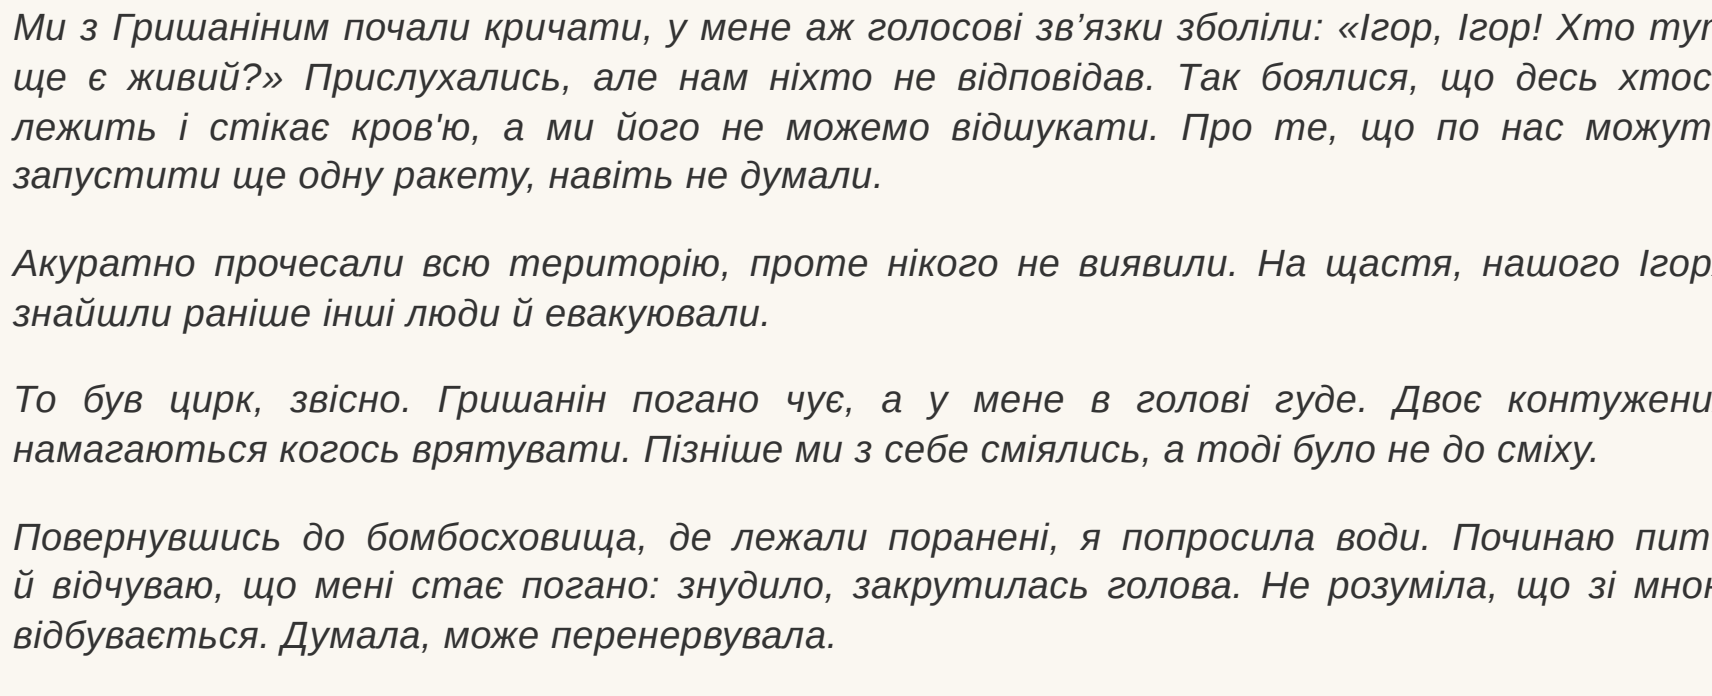 Ми з Гришаніним почали кричати, у мене аж голосові зв’язки зболіли: «Ігор, Ігор! Хто тут
ще є живий?» Прислухались, але нам ніхто не відповідав. Так боялися, що десь хтос
лежить і стікає кров'ю, а ми його не можемо відшукати. Про те, що по нас можут
запустити ще одну ракету, навіть не думали.
Акуратно прочесали всю територію, проте нікого не виявили. На щастя, нашого Ігор
знайшли раніше інші люди й евакуювали.
То був цирк, звісно. Гришанін погано чує, а у мене в голові гуде. Двоє контужени
намагаються когось врятувати. Пізніше ми з себе сміялись, а тоді було не до сміху.
Повернувшись до бомбосховища, де лежали поранені, я попросила води. Починаю пит
й відчуваю, що мені стає погано: знудило, закрутилась голова. Не розуміла, що зі мною
відбувається. Думала, може перенервувала.